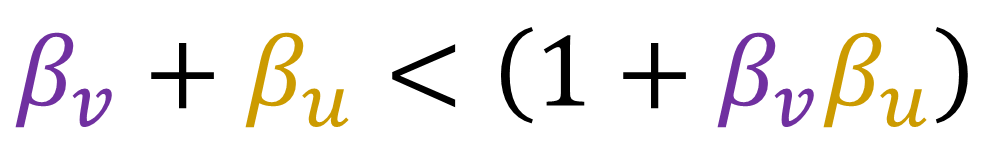 βᵥ + βᵤ < (1 + βᵥβᵤ)